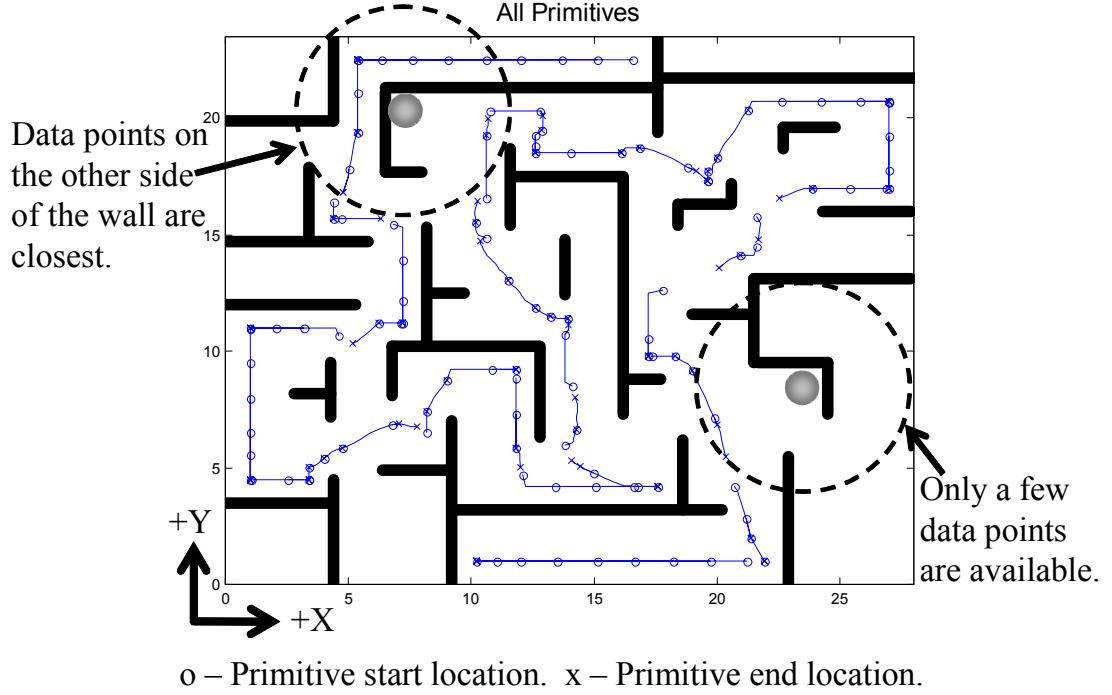 All Primitives
Data points on
the other side
of the wall are
closest.
20
15
10
5
0
0
5
10
15
20
25
+Y
+X
Only a few
data points
are available.
o – Primitive start location. x – Primitive end location.